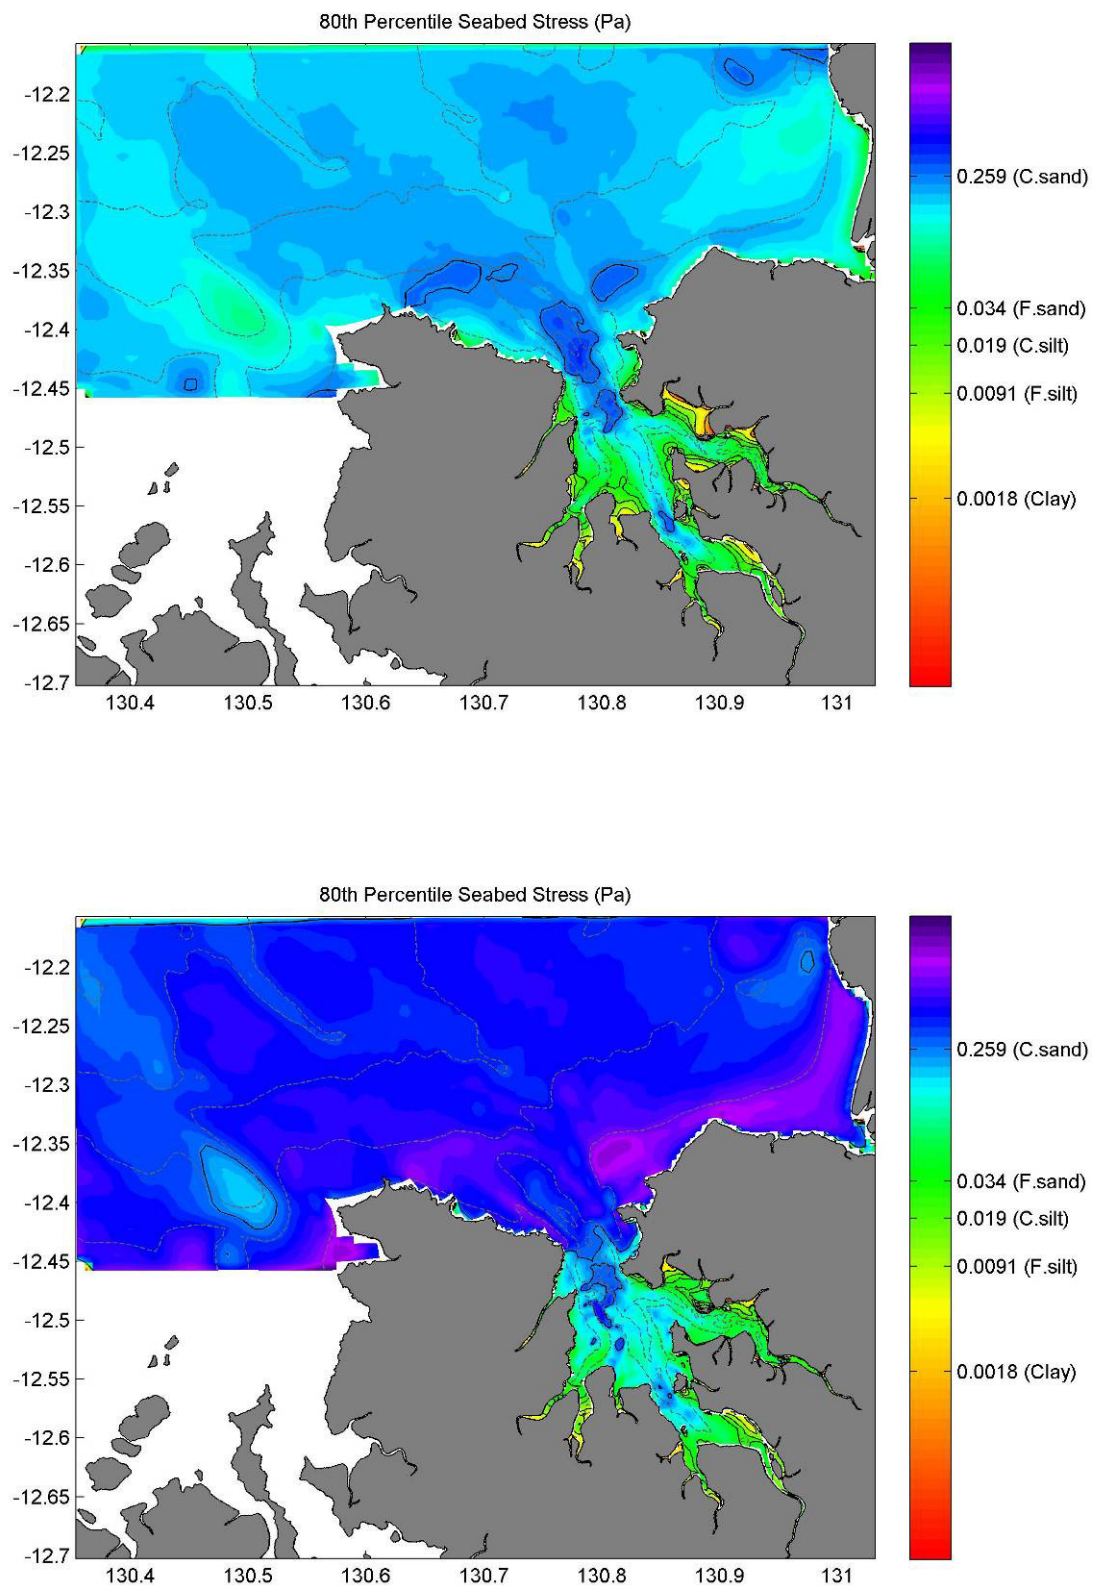 80th Percentile Seabed Stress (Pa)
-12.2
-12.25
-12.3
-12.35
-12.4
-12.45
-12.5
-12.55
-12.6
-12.65
-12.7
130.4 130.5 130.6 130.7 130.8 130.9 131
0.259 (C.sand)
0.034 (F.sand)
0.019 (C.silt)
0.0091 (F.silt)
0.0018 (Clay)
80th Percentile Seabed Stress (Pa)
-12.2
-12.25
-12.3
-12.35
-12.4
-12.45
-12.5
-12.55
-12.6
-12.65
-12.7
130.4 130.5 130.6 130.7 130.8 130.9 131
0.259 (C.sand)
0.034 (F.sand)
0.019 (C.silt)
0.0091 (F.silt)
0.0018 (Clay)